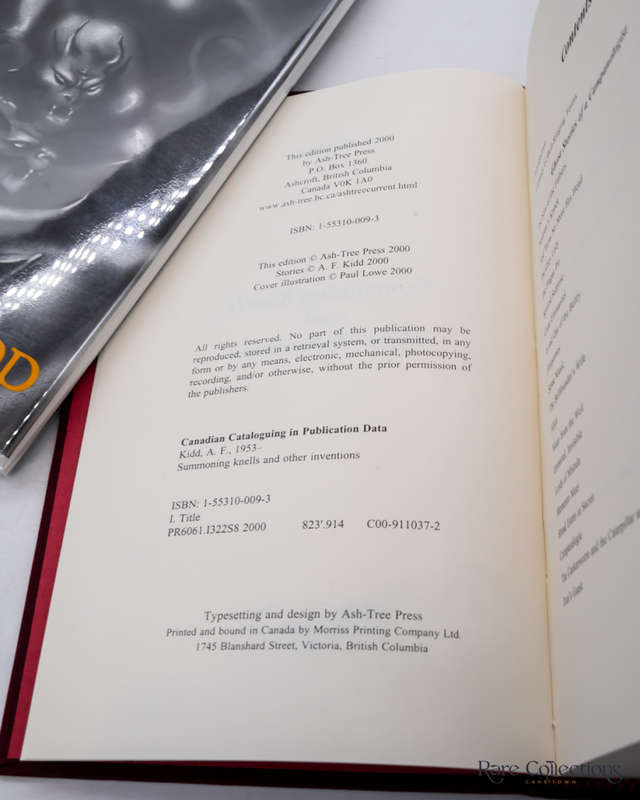 DD
This edition published 2000
by Ash-Tree Press
P.O. Box 1360
Ashcroft, British Columbia
Canada V0K 1A0
www.ash-tree.bc.ca/ashtreecurrent.html
ISBN: 1-55310-009-3
This edition © Ash-Tree Press 2000
Stories © A. F. Kidd 2000
Cover illustration © Paul Lowe 2000
All rights reserved. No part of this publication may be
reproduced, stored in a retrieval system, or transmitted, in any
form or by any means, electronic, mechanical, photocopying,
recording, and/or otherwise, without the prior permission of
the publishers.
Canadian Cataloguing in Publication Data
Kidd, A. F., 1953–
Summoning knells and other inventions
ISBN: 1-55310-009-3
I. Title
PR6061.I322S8 2000 823'.914 C00-911037-2
Typesetting and design by Ash-Tree Press
Printed and bound in Canada by Morriss Printing Company Ltd.
1745 Blanshard Street, Victoria, British Columbia
Contents
Rare Collections
CAPE TOWN